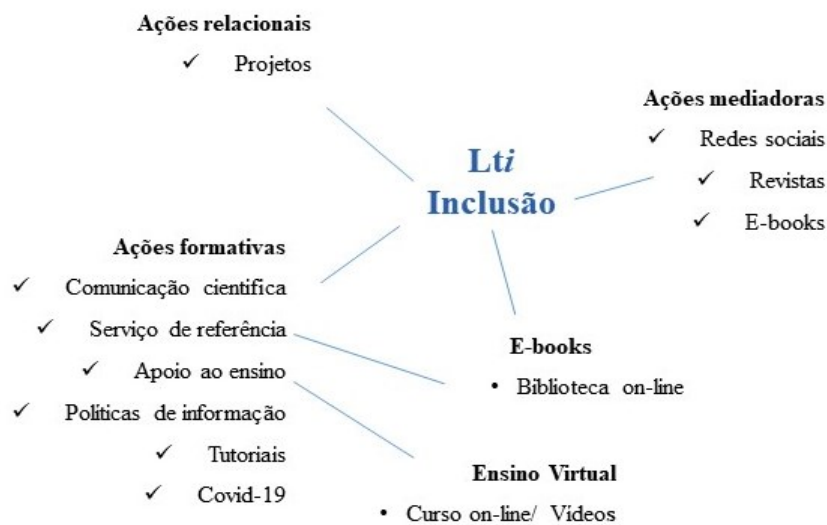 Ações relacionais
✓ Projetos
Lti
Inclusão
Ações mediadoras
✓ Redes sociais
✓ Revistas
✓ E-books
Ações formativas
✓ Comunicação cientifica
✓ Serviço de referência
✓ Apoio ao ensino
✓ Políticas de informação
✓ Tutoriais
✓ Covid-19
E-books
• Biblioteca on-line
Ensino Virtual
• Curso on-line/ Vídeos